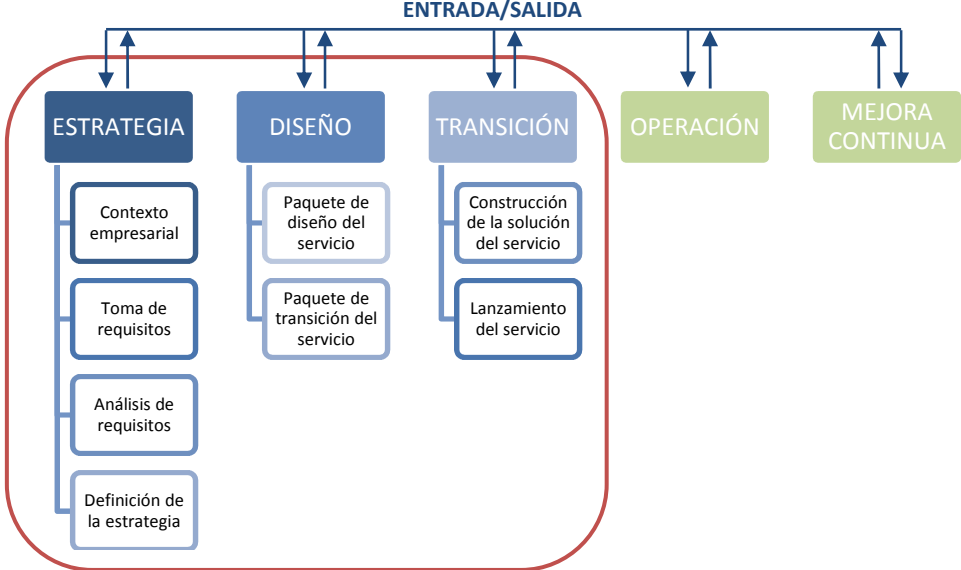 ENTRADA/SALIDA
ESTRATEGIA
DISEÑO
TRANSICIÓN
OPERACIÓN
MEJORA
CONTINUA
Contexto
empresarial
Toma de
requisitos
Análisis de
requisitos
Definición de
la estrategia
Paquete de
diseño del
servicio
Paquete de
transición del
servicio
Construcción
de la solución
del servicio
Lanzamiento
del servicio